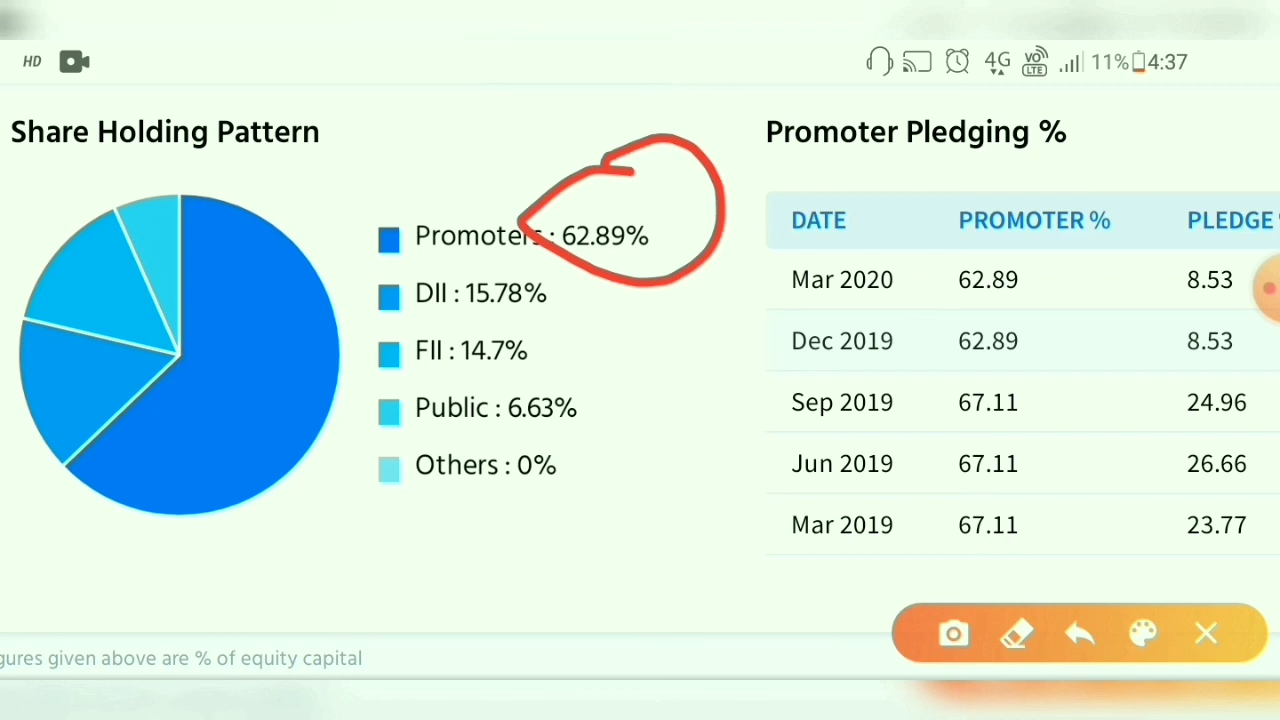 HD 4G VO LTE 11% 4:37
Share Holding Pattern
Promoters : 62.89%
DII : 15.78%
FII : 14.7%
Public : 6.63%
Others : 0%
Promoter Pledging %
DATE PROMOTER % PLEDGE
Mar 2020 62.89 8.53
Dec 2019 62.89 8.53
Sep 2019 67.11 24.96
Jun 2019 67.11 26.66
Mar 2019 67.11 23.77
gures given above are % of equity capital